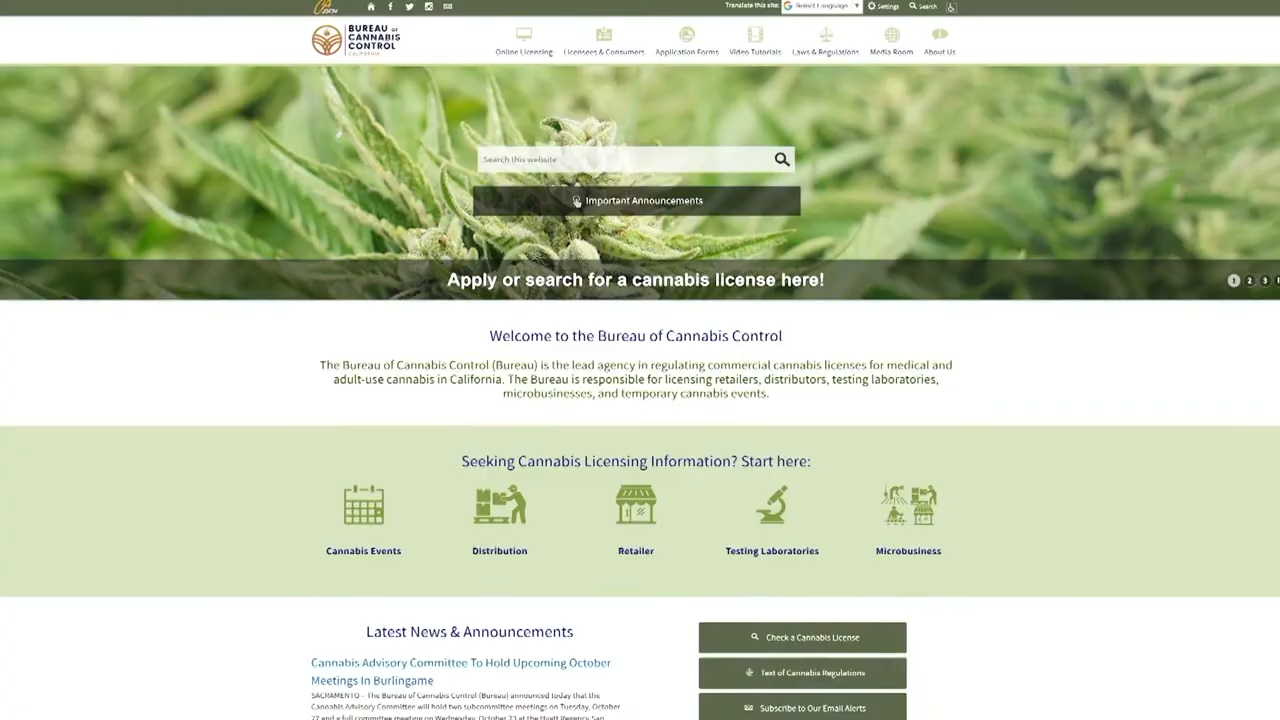 Translate this site:
Select Language
Settings
Search
BUREAU OF
CANNABIS
CONTROL
CALIFORNIA
Online Licensing
Licensees & Consumers
Application Forms
Video Tutorials
Laws & Regulations
Media Room
About Us
Search this website
Important Announcements
Apply or search for a cannabis license here!
1 2 3
Welcome to the Bureau of Cannabis Control
The Bureau of Cannabis Control (Bureau) is the lead agency in regulating commercial cannabis licenses for medical and
adult-use cannabis in California. The Bureau is responsible for licensing retailers, distributors, testing laboratories,
microbusinesses, and temporary cannabis events.
Seeking Cannabis Licensing Information? Start here:
Cannabis Events
Distribution
Retailer
Testing Laboratories
Microbusiness
Latest News & Announcements
Cannabis Advisory Committee To Hold Upcoming October
Meetings In Burlingame
SACRAMENTO – The Bureau of Cannabis Control (Bureau) announced today that the
Cannabis Advisory Committee will hold two subcommittee meetings on Tuesday, October
22 and a full committee meeting on Wednesday, October 23 at the Hyatt Regency San
Check a Cannabis License
Text of Cannabis Regulations
Subscribe to Our Email Alerts